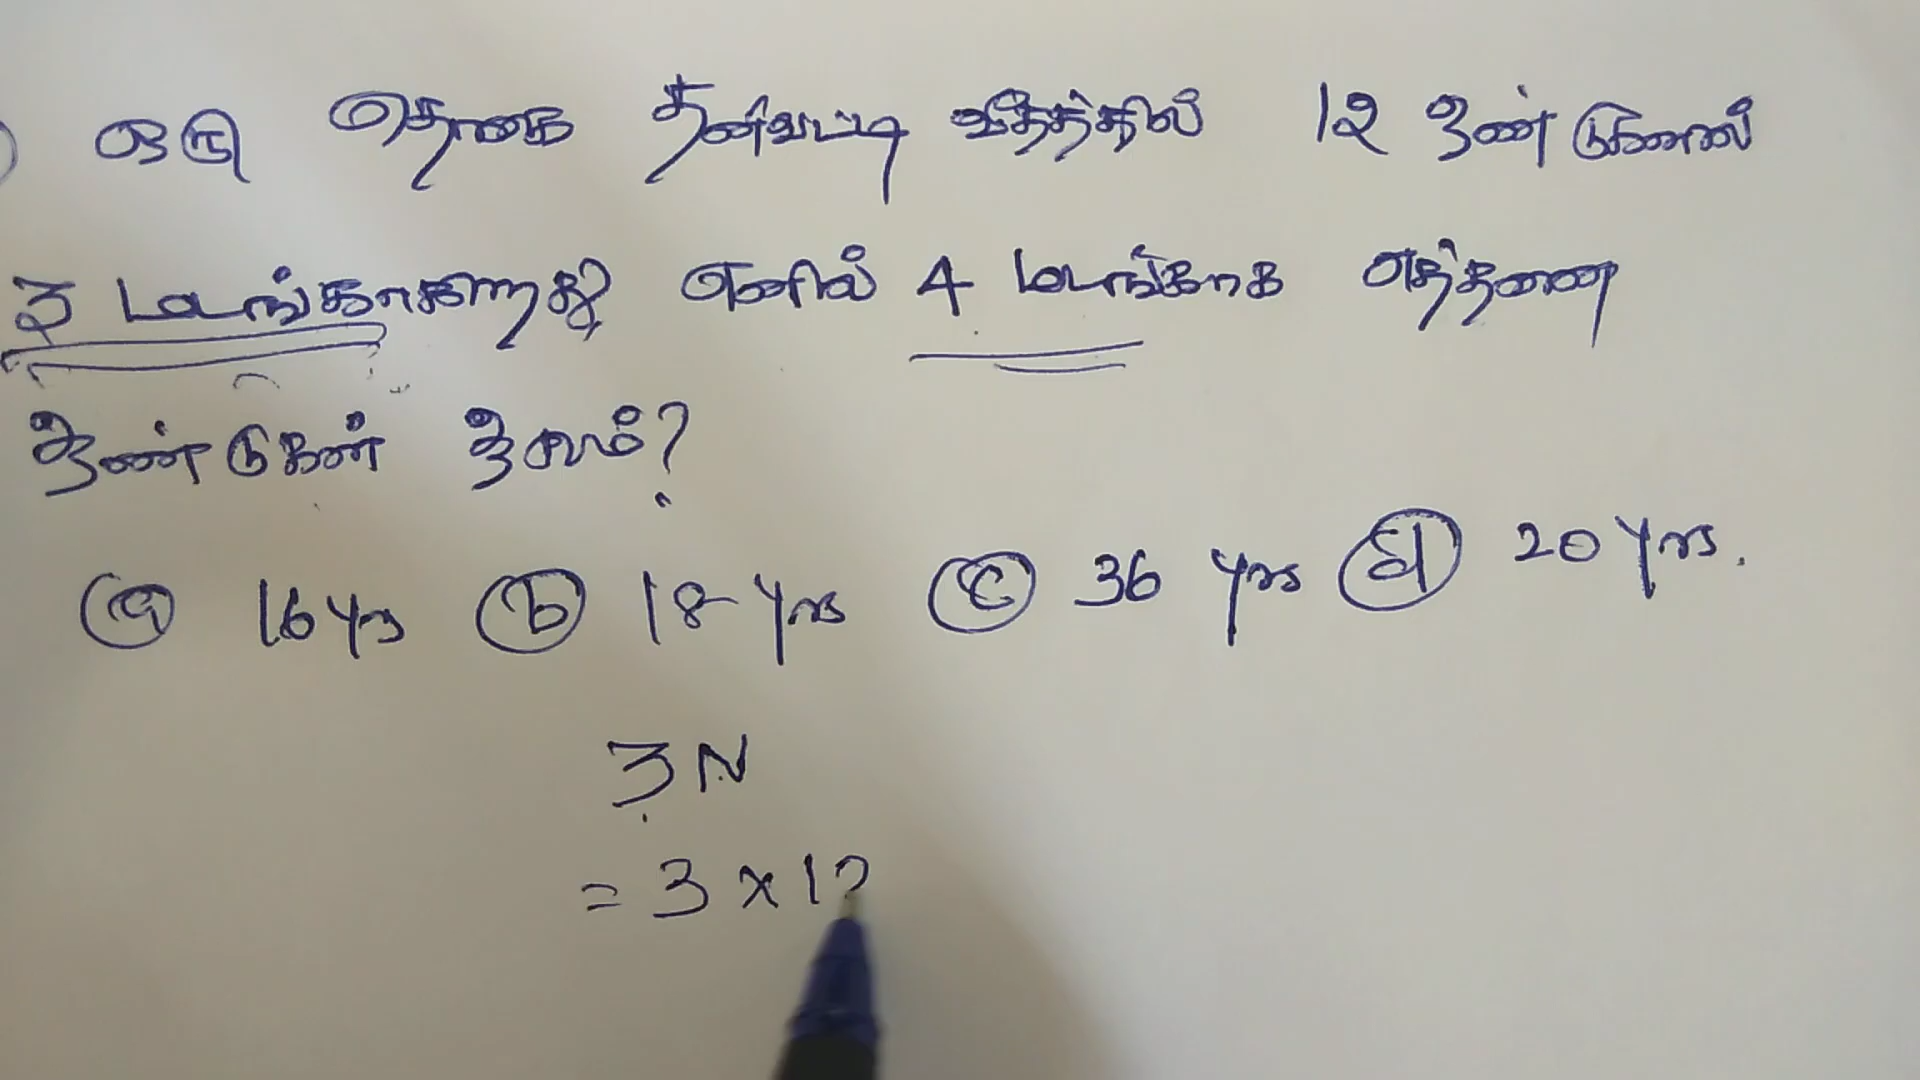 ஒரு தொகை தனிவட்டி வீதத்தில் 12 ஆண்டுகளில்
3 மடங்காகிறது எனில் 4 மடங்காக எத்தனை
ஆண்டுகள் ஆகும்?
a 16 yrs b 18 yrs c 36 yrs d 20 yrs.
3 N
= 3 x 12